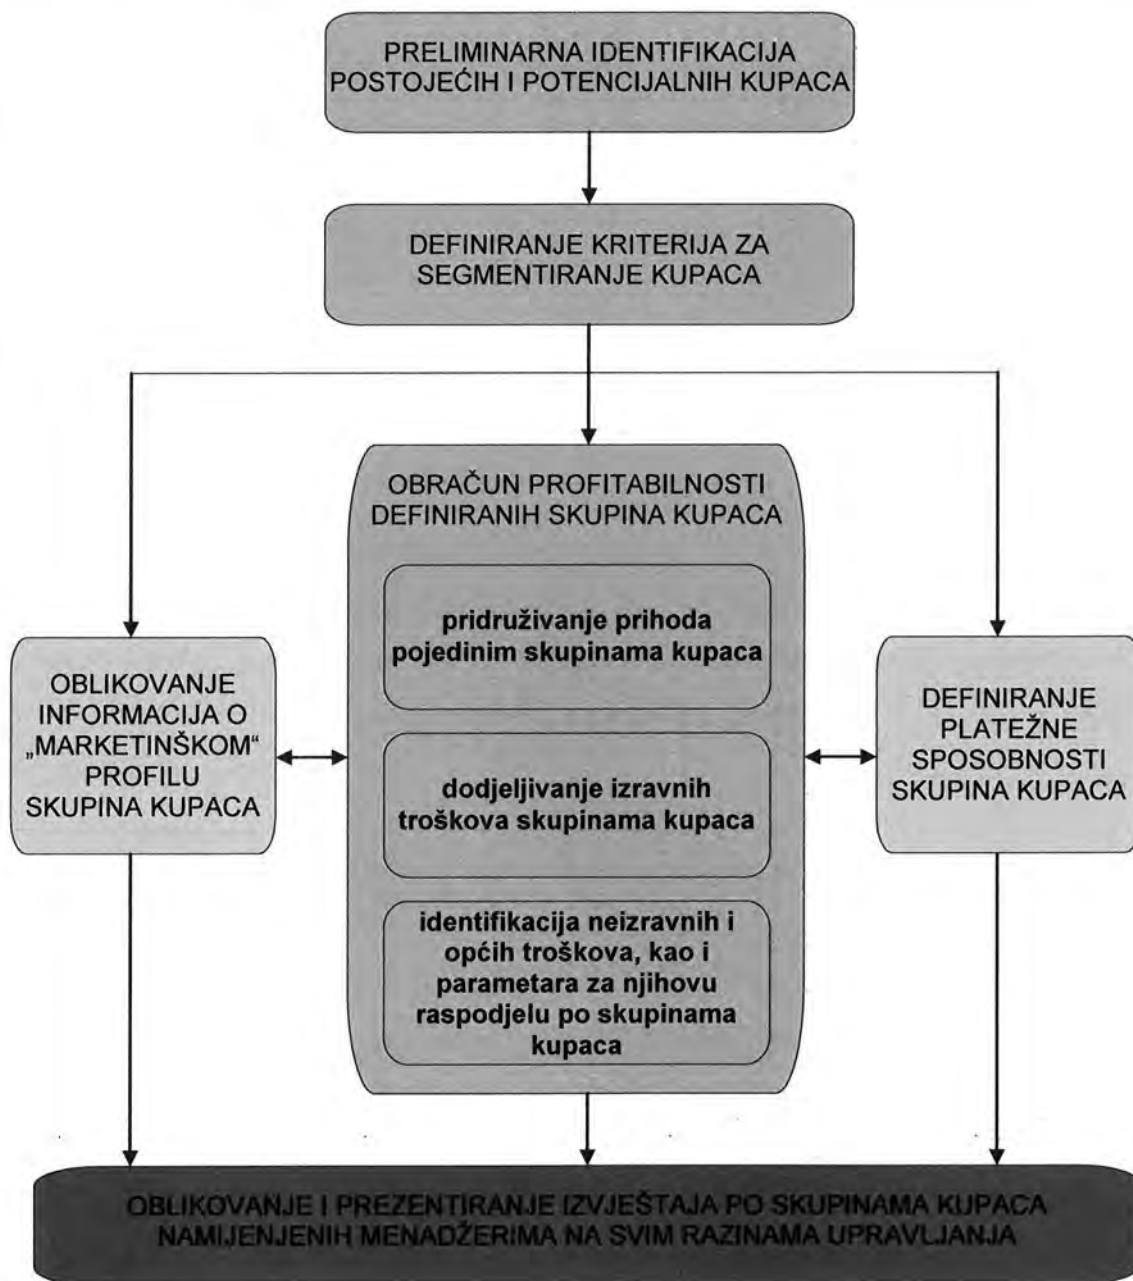 PRELIMINARNA IDENTIFIKACIJA
POSTOJEĆIH I POTENCIJALNIH KUPACA
DEFINIRANJE KRITERIJA ZA
SEGMENTIRANJE KUPACA
OBRAČUN PROFITABILNOSTI
DEFINIRANIH SKUPINA KUPACA
pridruživanje prihoda
pojedinim skupinama kupaca
dodjeljivanje izravnih
troškova skupinama kupaca
identifikacija neizravnih i
općih troškova, kao i
parametara za njihovu
raspodjelu po skupinama
kupaca
OBLIKOVANJE
INFORMACIJA O
„MARKETINŠKOM“
PROFILU
SKUPINA KUPACA
DEFINIRANJE
PLATEŽNE
SPOSOBNOSTI
SKUPINA KUPACA
OBLIKOVANJE I PREZENTIRANJE IZVJEŠTAJA PO SKUPINAMA KUPACA
NAMIJENJENIH MENADŽERIMA NA SVIM RAZINAMA UPRAVLJANJA